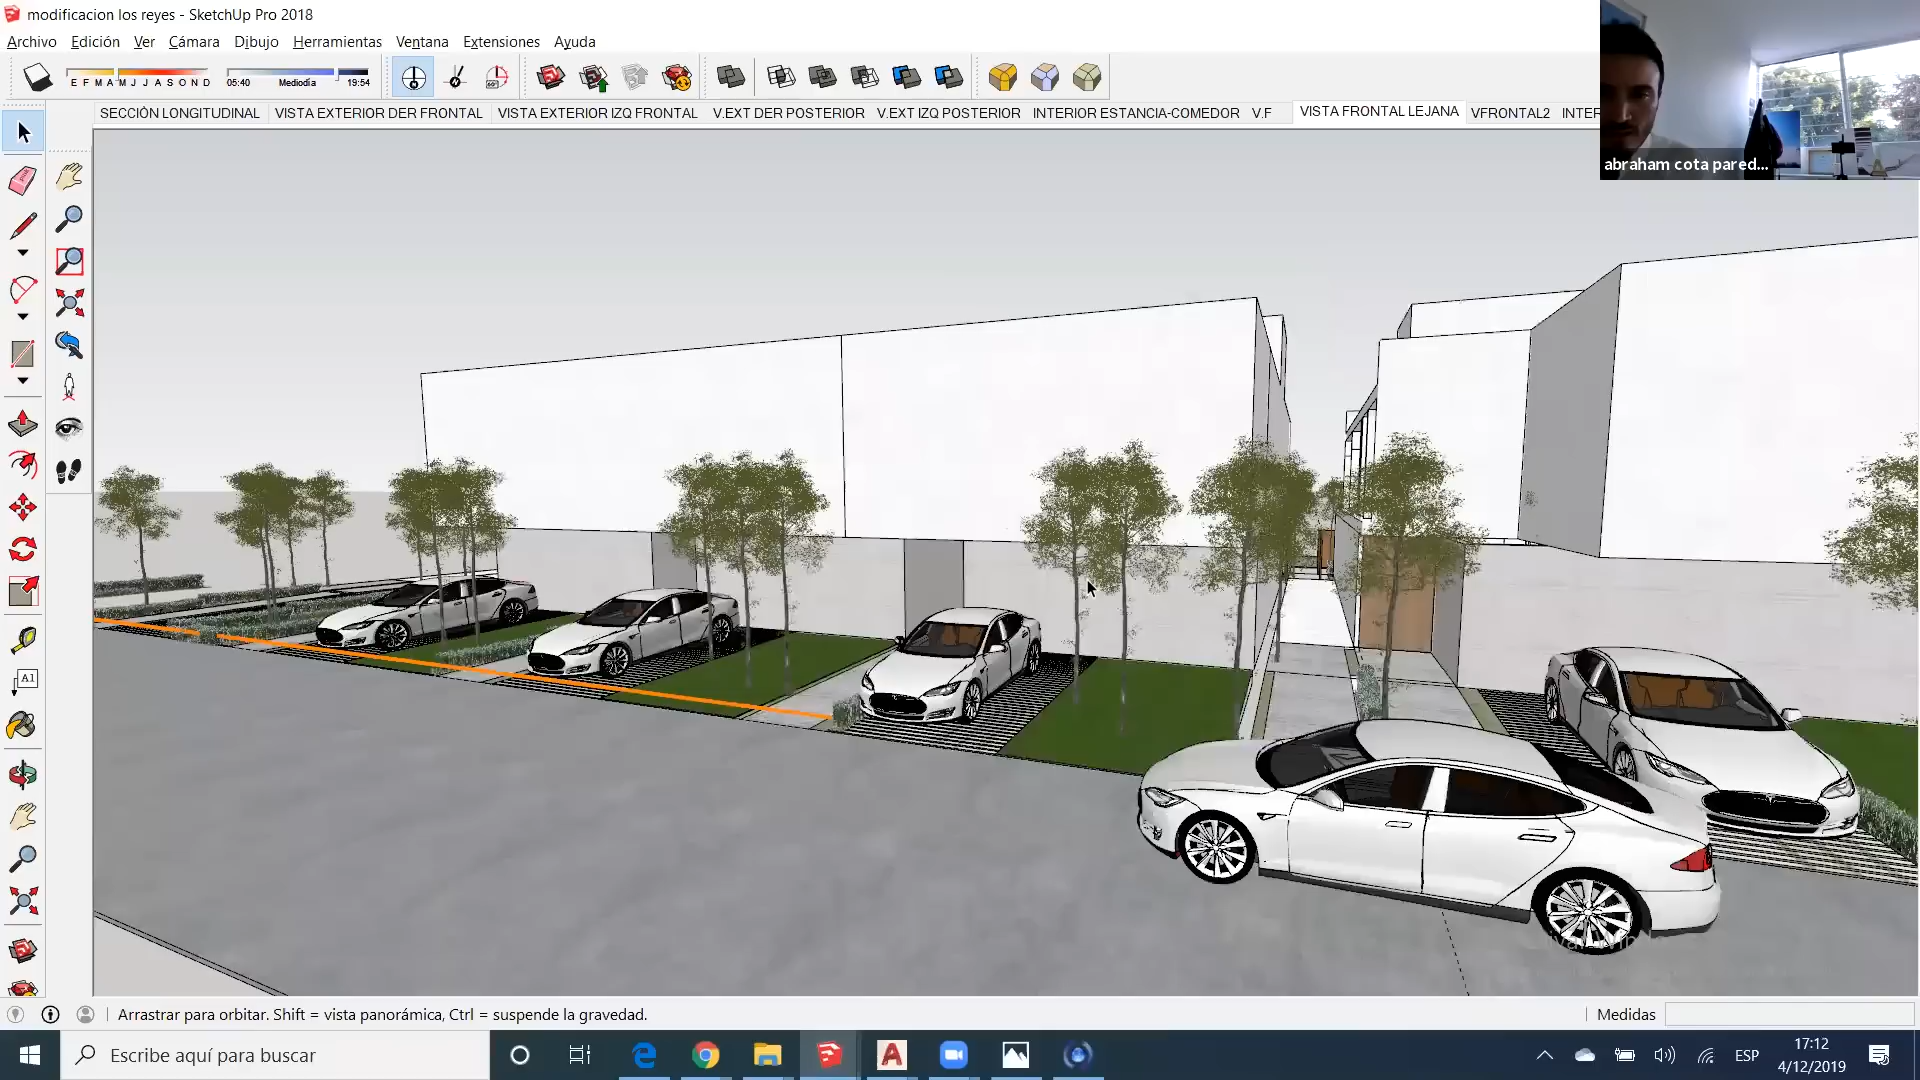 modificacion los reyes - SketchUp Pro 2018
Archivo Edición Ver Cámara Dibujo Herramientas Ventana Extensiones Ayuda
E F M A M J J A S O N D 05:40 Mediodía 19:54
SECCIÓN LONGITUDINAL VISTA EXTERIOR DER FRONTAL VISTA EXTERIOR IZQ FRONTAL V.EXT DER POSTERIOR V.EXT IZQ POSTERIOR INTERIOR ESTANCIA-COMEDOR V.F VISTA FRONTAL LEJANA VFRONTAL2 INTER
abraham cota pared...
A1
Arrastrar para orbitar. Shift = vista panorámica, Ctrl = suspende la gravedad.
Medidas
Escribe aquí para buscar
ESP
17:12
4/12/2019